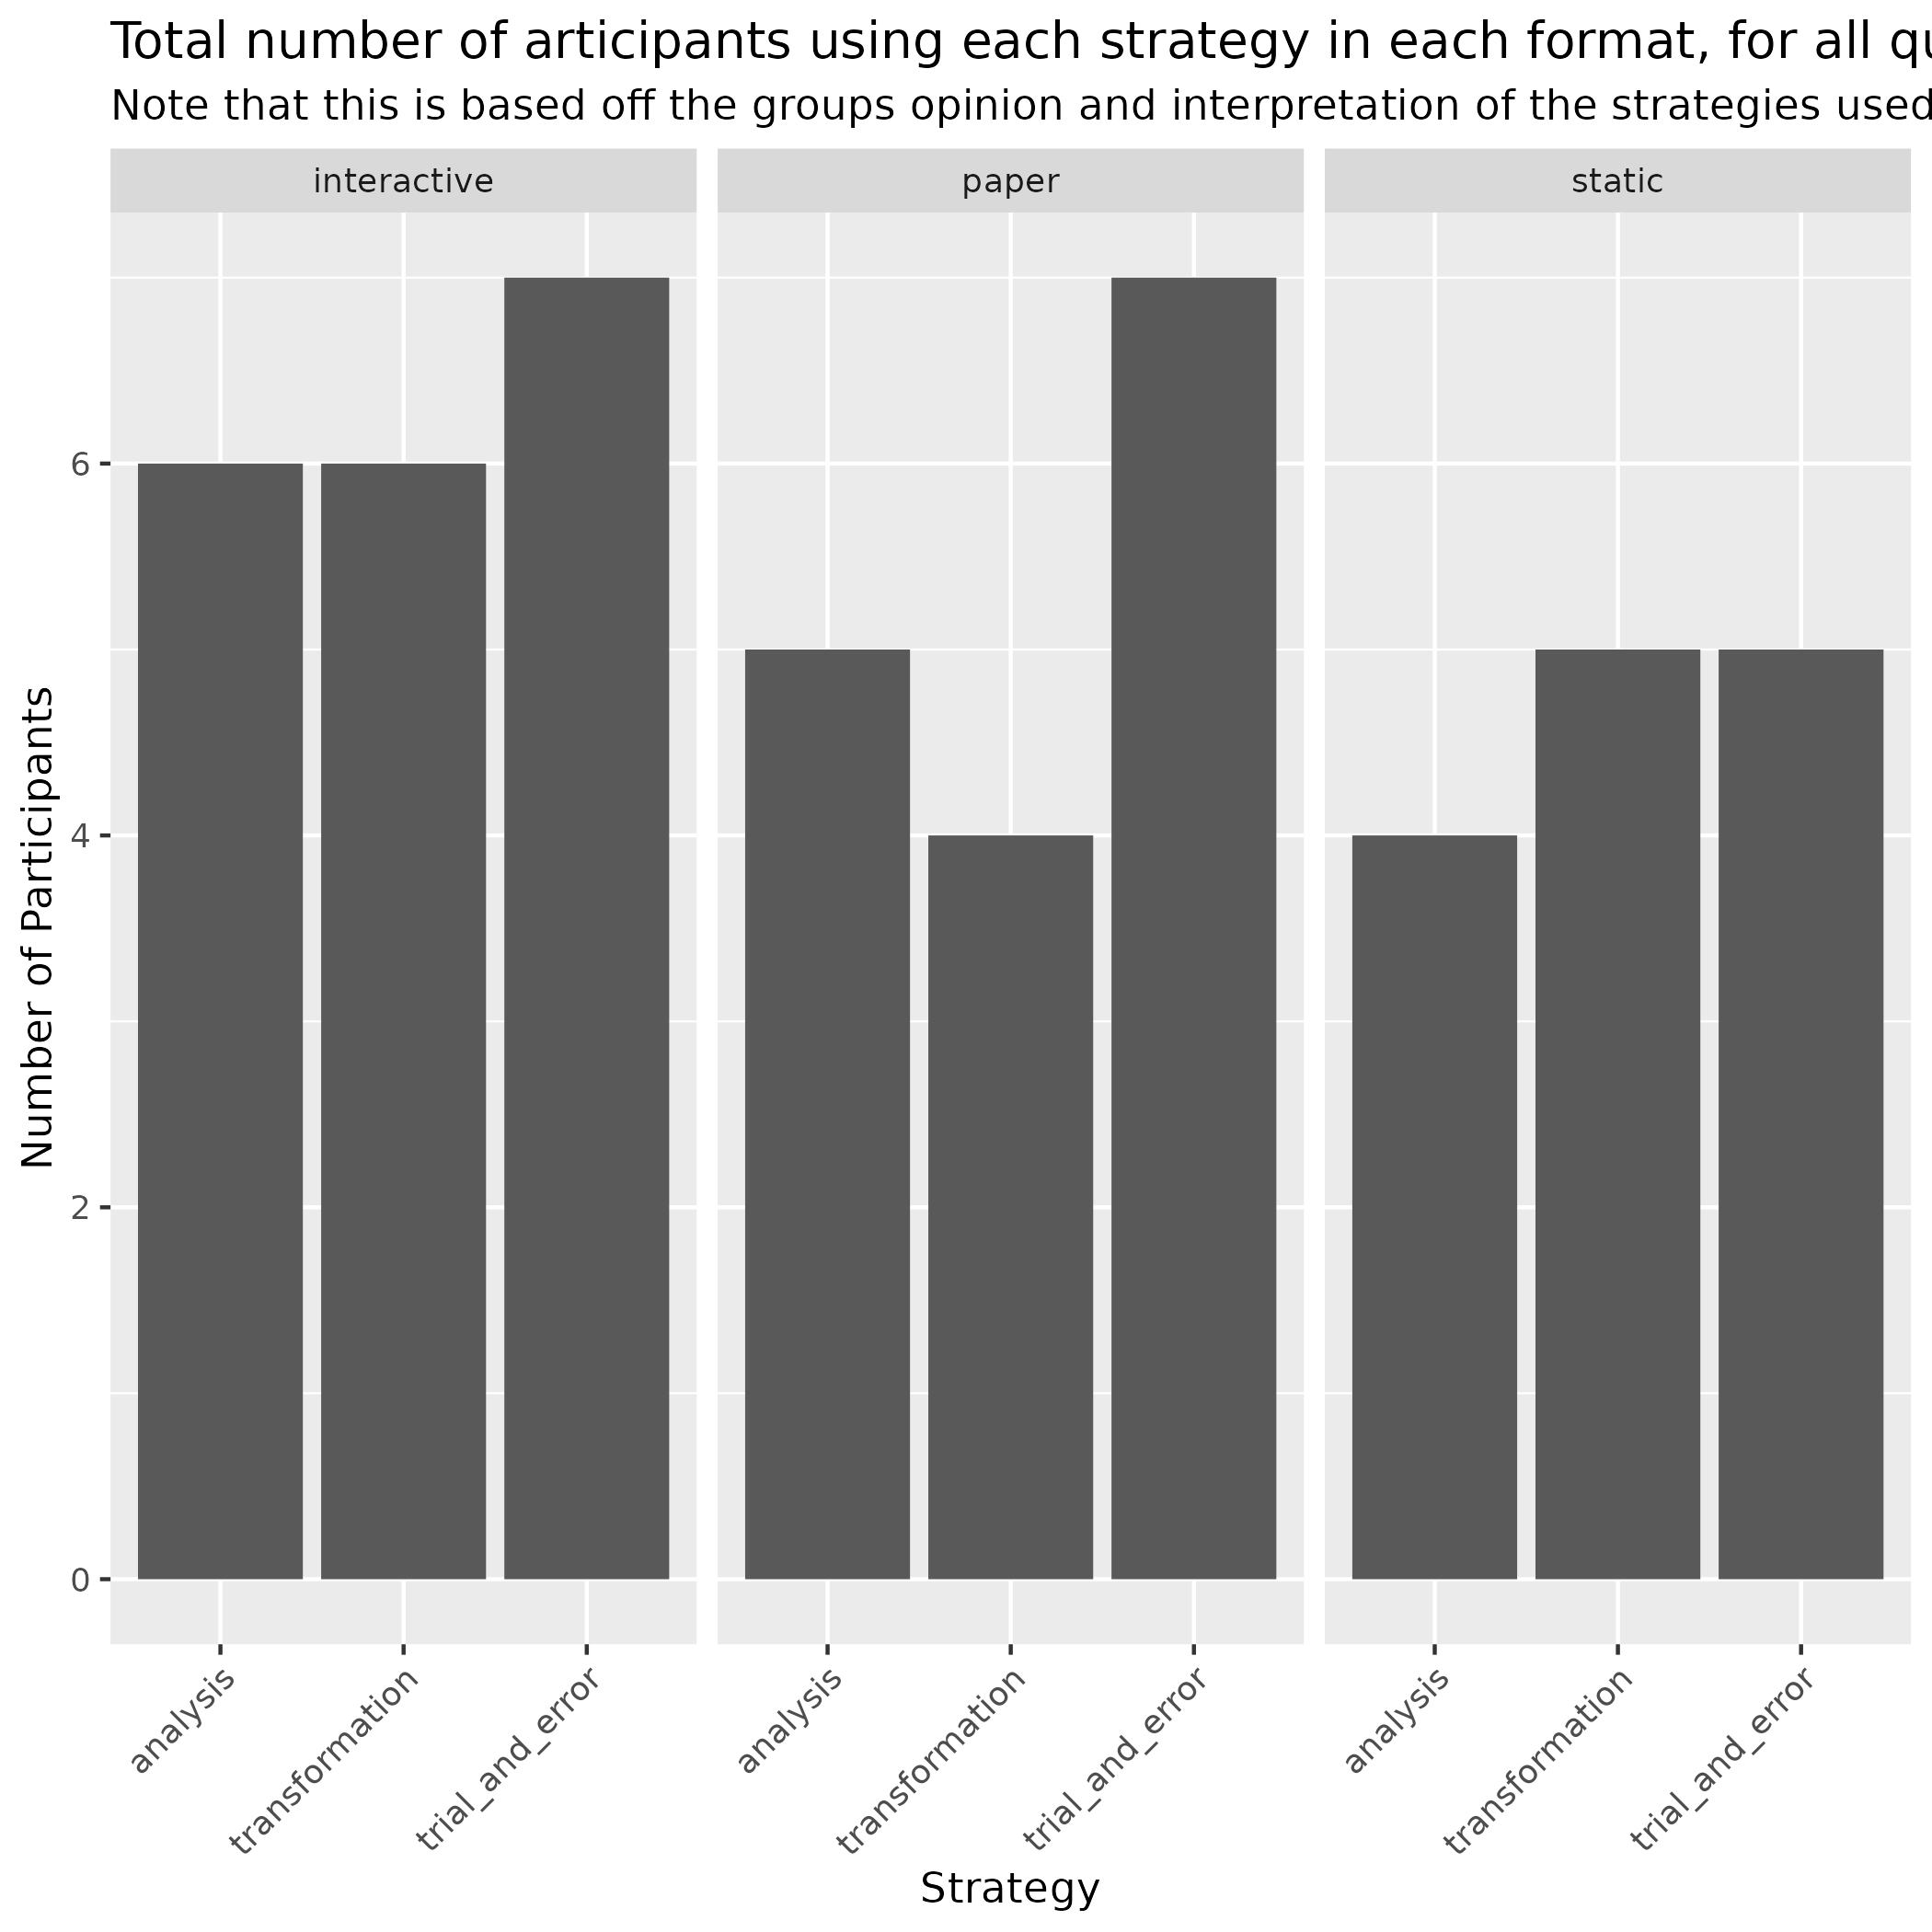 Total number of articipants using each strategy in each format, for all qu
Note that this is based off the groups opinion and interpretation of the strategies used
interactive
paper
static
Number of Participants
6
4
2
0
analysis
transformation
trial_and_error
analysis
transformation
trial_and_error
analysis
transformation
trial_and_error
Strategy